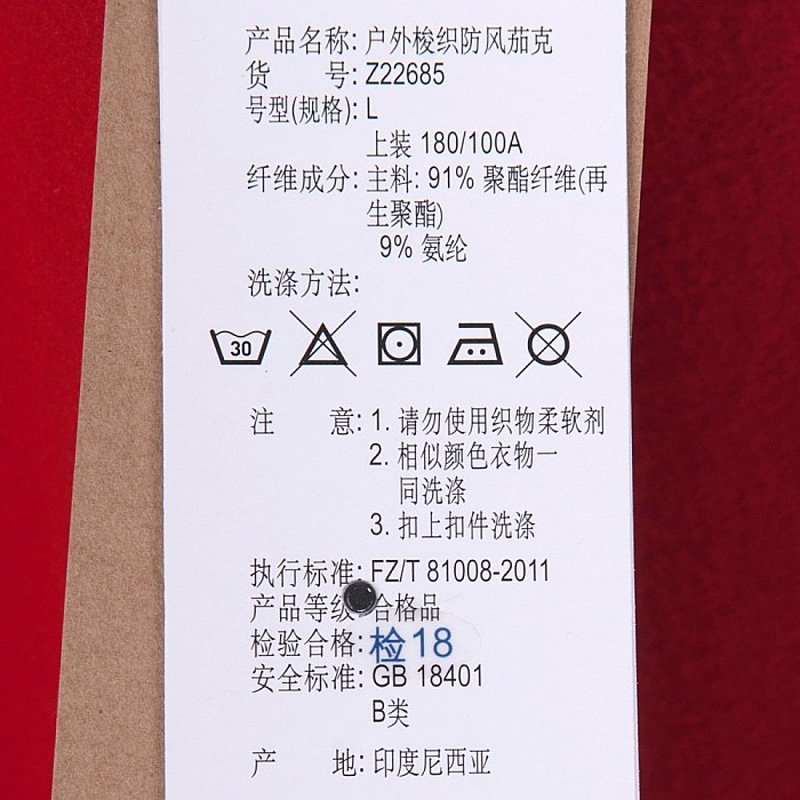 产品名称: 户外梭织防风茄克
货 号: Z22685
号型(规格): L
上装 180/100A
纤维成分: 主料: 91% 聚酯纤维(再
生聚酯)
9% 氨纶
洗涤方法:
30
注 意: 1. 请勿使用织物柔软剂
2. 相似颜色衣物一
同洗涤
3. 扣上扣件洗涤
执行标准: FZ/T 81008-2011
产品等级 合格品
检验合格: 检18
安全标准: GB 18401
B类
产 地: 印度尼西亚